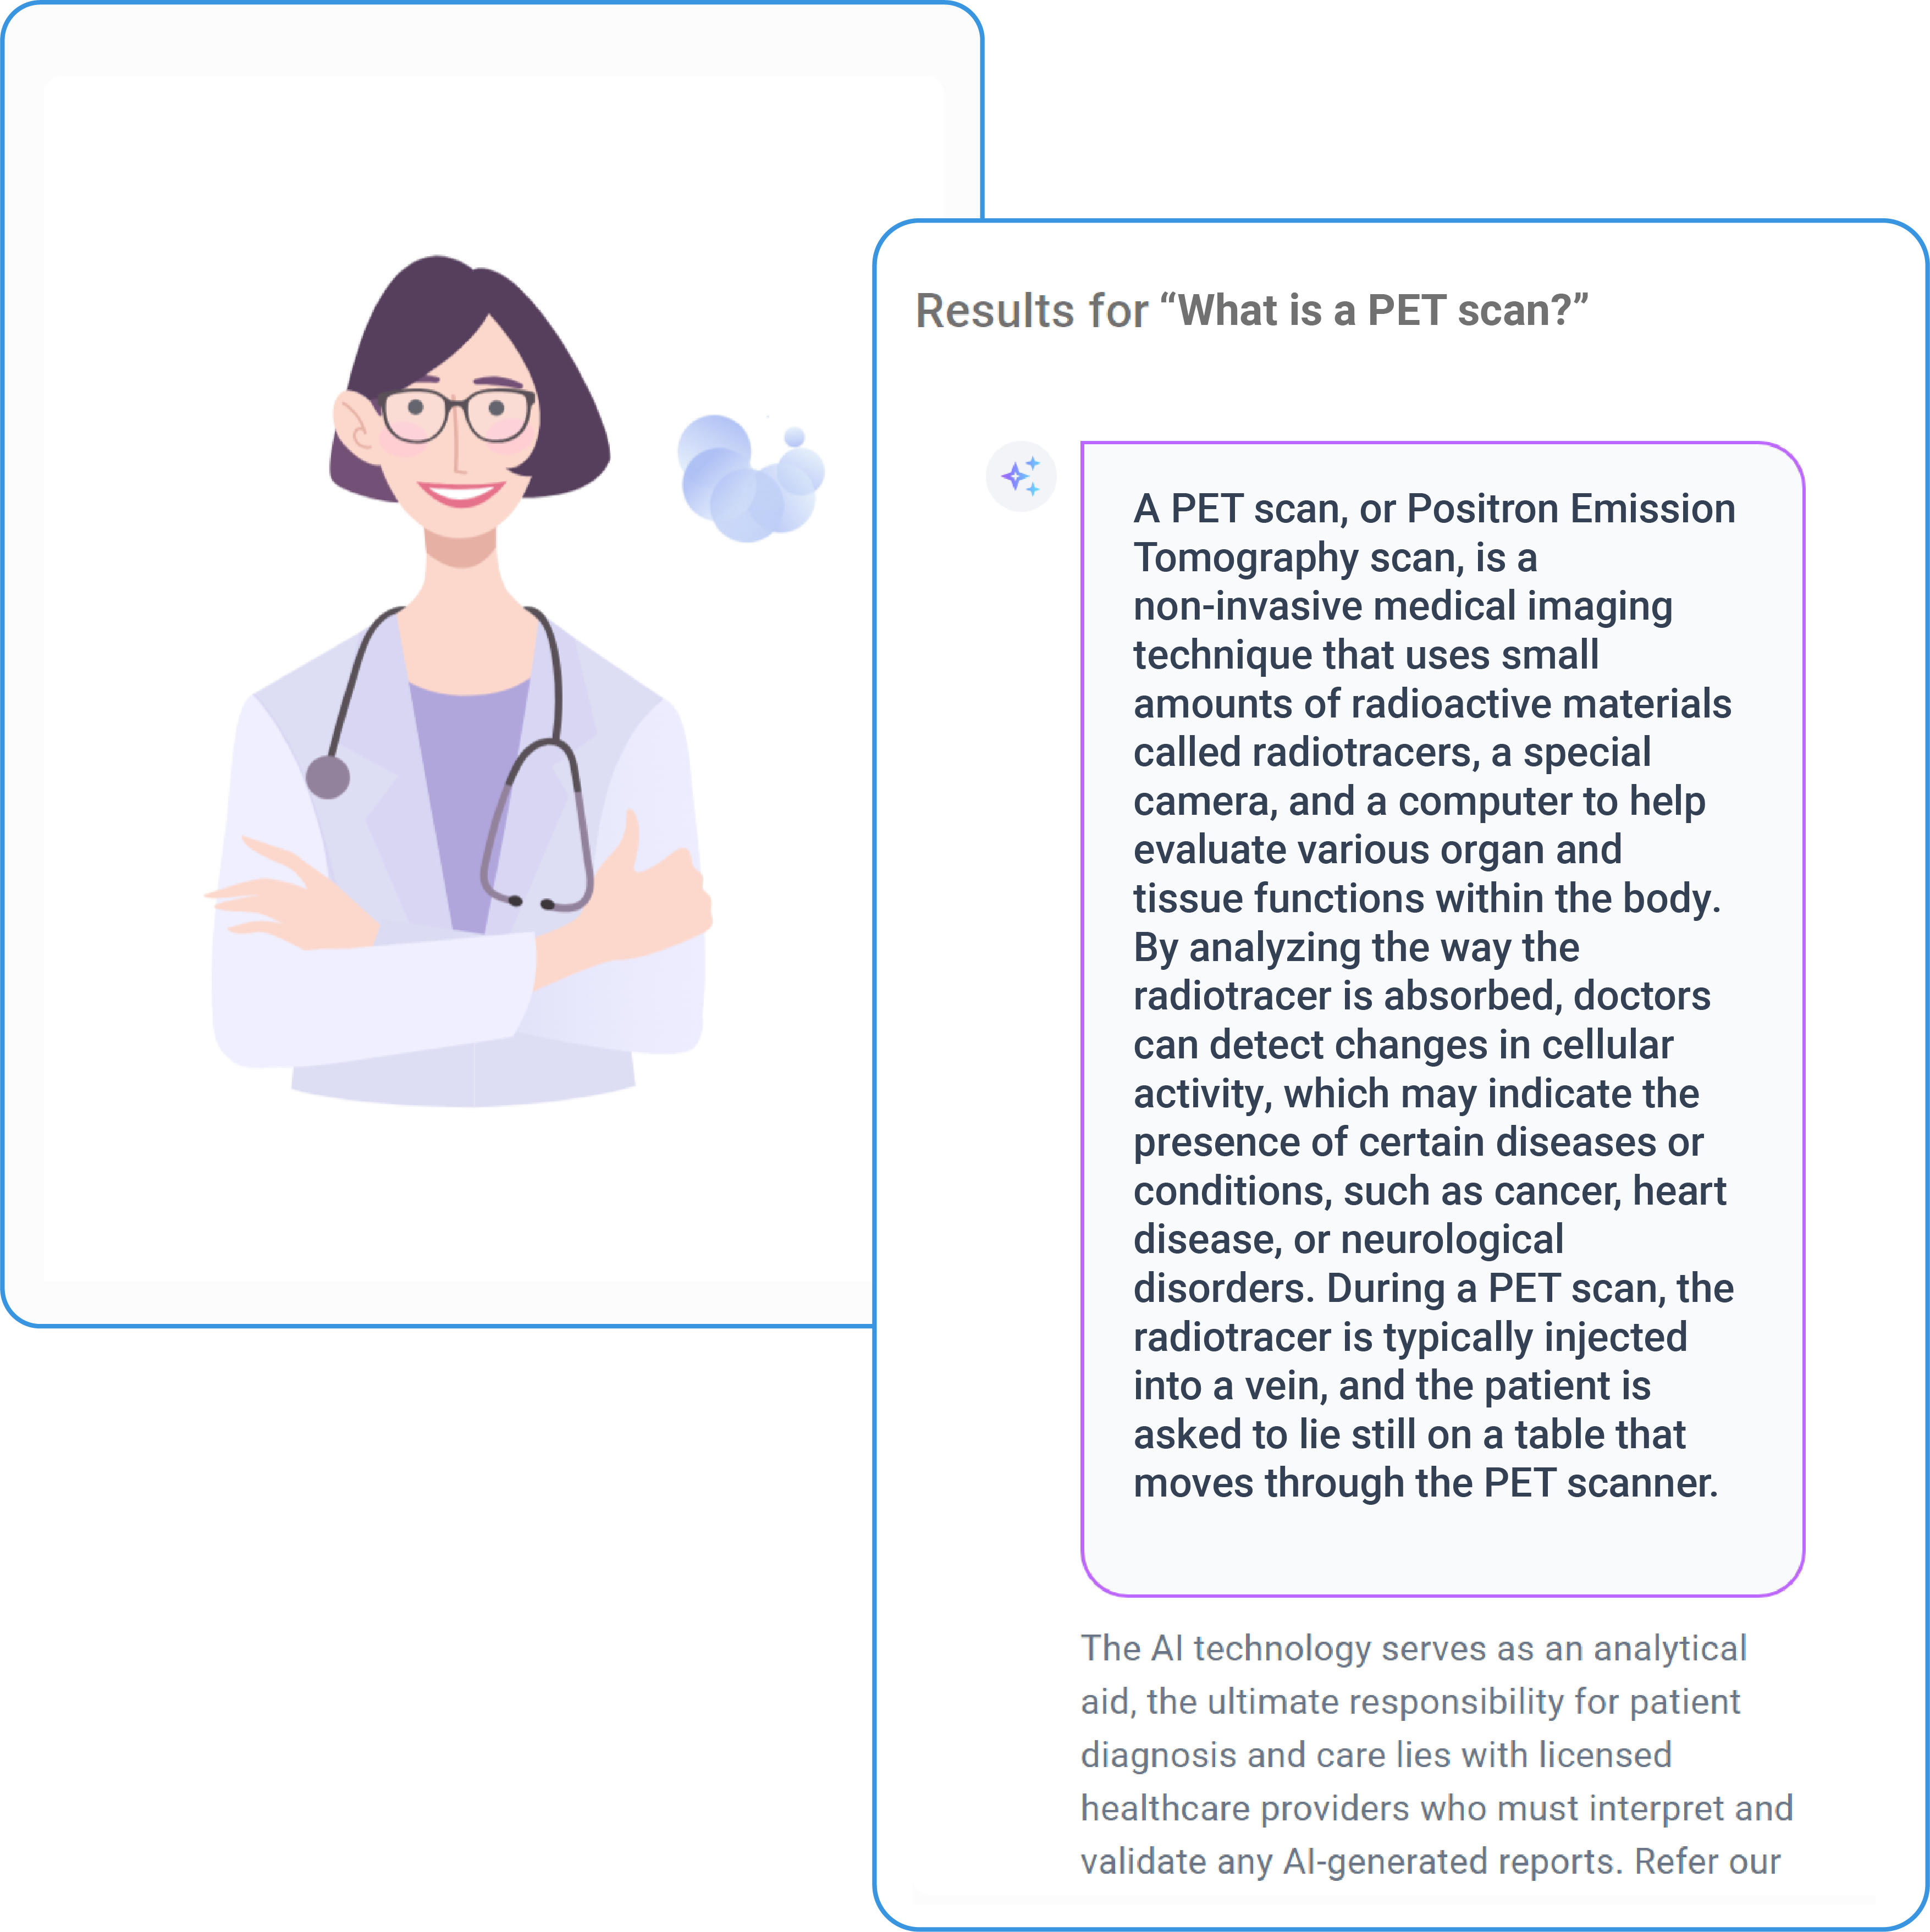 Results for “What is a PET scan?”
A PET scan, or Positron Emission
Tomography scan, is a
non-invasive medical imaging
technique that uses small
amounts of radioactive materials
called radiotracers, a special
camera, and a computer to help
evaluate various organ and
tissue functions within the body.
By analyzing the way the
radiotracer is absorbed, doctors
can detect changes in cellular
activity, which may indicate the
presence of certain diseases or
conditions, such as cancer, heart
disease, or neurological
disorders. During a PET scan, the
radiotracer is typically injected
into a vein, and the patient is
asked to lie still on a table that
moves through the PET scanner.
The AI technology serves as an analytical
aid, the ultimate responsibility for patient
diagnosis and care lies with licensed
healthcare providers who must interpret and
validate any AI-generated reports. Refer our